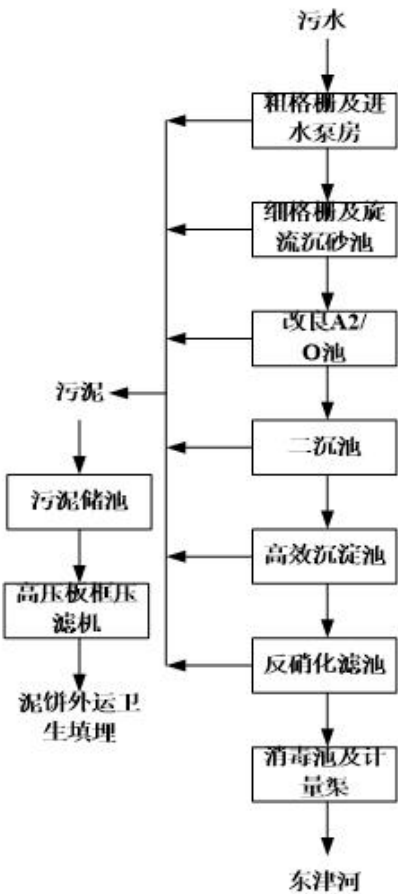 污水
粗格栅及进
水泵房
细格栅及旋
流沉砂池
改良A2/
O池
污泥
二沉池
污泥储池
高效沉淀池
高压板框压
滤机
反硝化滤池
泥饼外运卫
生填埋
消毒池及计
量渠
东津河